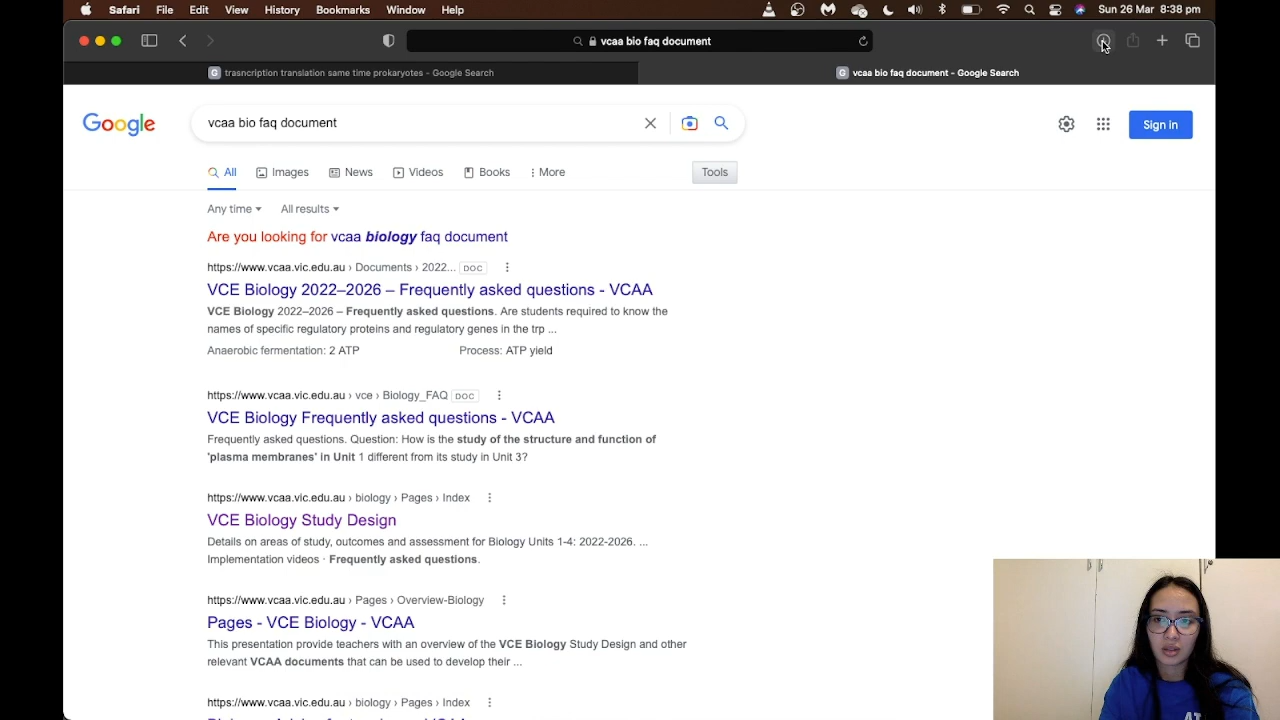 Safari File Edit View History Bookmarks Window Help Sun 26 Mar 8:38 pm
vcaa bio faq document
G trasncription translation same time prokaryotes - Google Search
G vcaa bio faq document - Google Search
Google
vcaa bio faq document
Sign in
All Images News Videos Books More Tools
Any time All results
Are you looking for vcaa biology faq document
https://www.vcaa.vic.edu.au › Documents › 2022... DOC
VCE Biology 2022–2026 – Frequently asked questions - VCAA
VCE Biology 2022–2026 – Frequently asked questions. Are students required to know the
names of specific regulatory proteins and regulatory genes in the trp ...
Anaerobic fermentation: 2 ATP Process: ATP yield
https://www.vcaa.vic.edu.au › vce › Biology_FAQ DOC
VCE Biology Frequently asked questions - VCAA
Frequently asked questions. Question: How is the study of the structure and function of
'plasma membranes' in Unit 1 different from its study in Unit 3?
https://www.vcaa.vic.edu.au › biology › Pages › Index
VCE Biology Study Design
Details on areas of study, outcomes and assessment for Biology Units 1-4: 2022-2026. ...
Implementation videos · Frequently asked questions.
https://www.vcaa.vic.edu.au › Pages › Overview-Biology
Pages - VCE Biology - VCAA
This presentation provide teachers with an overview of the VCE Biology Study Design and other
relevant VCAA documents that can be used to develop their ...
https://www.vcaa.vic.edu.au › biology › Pages › Index